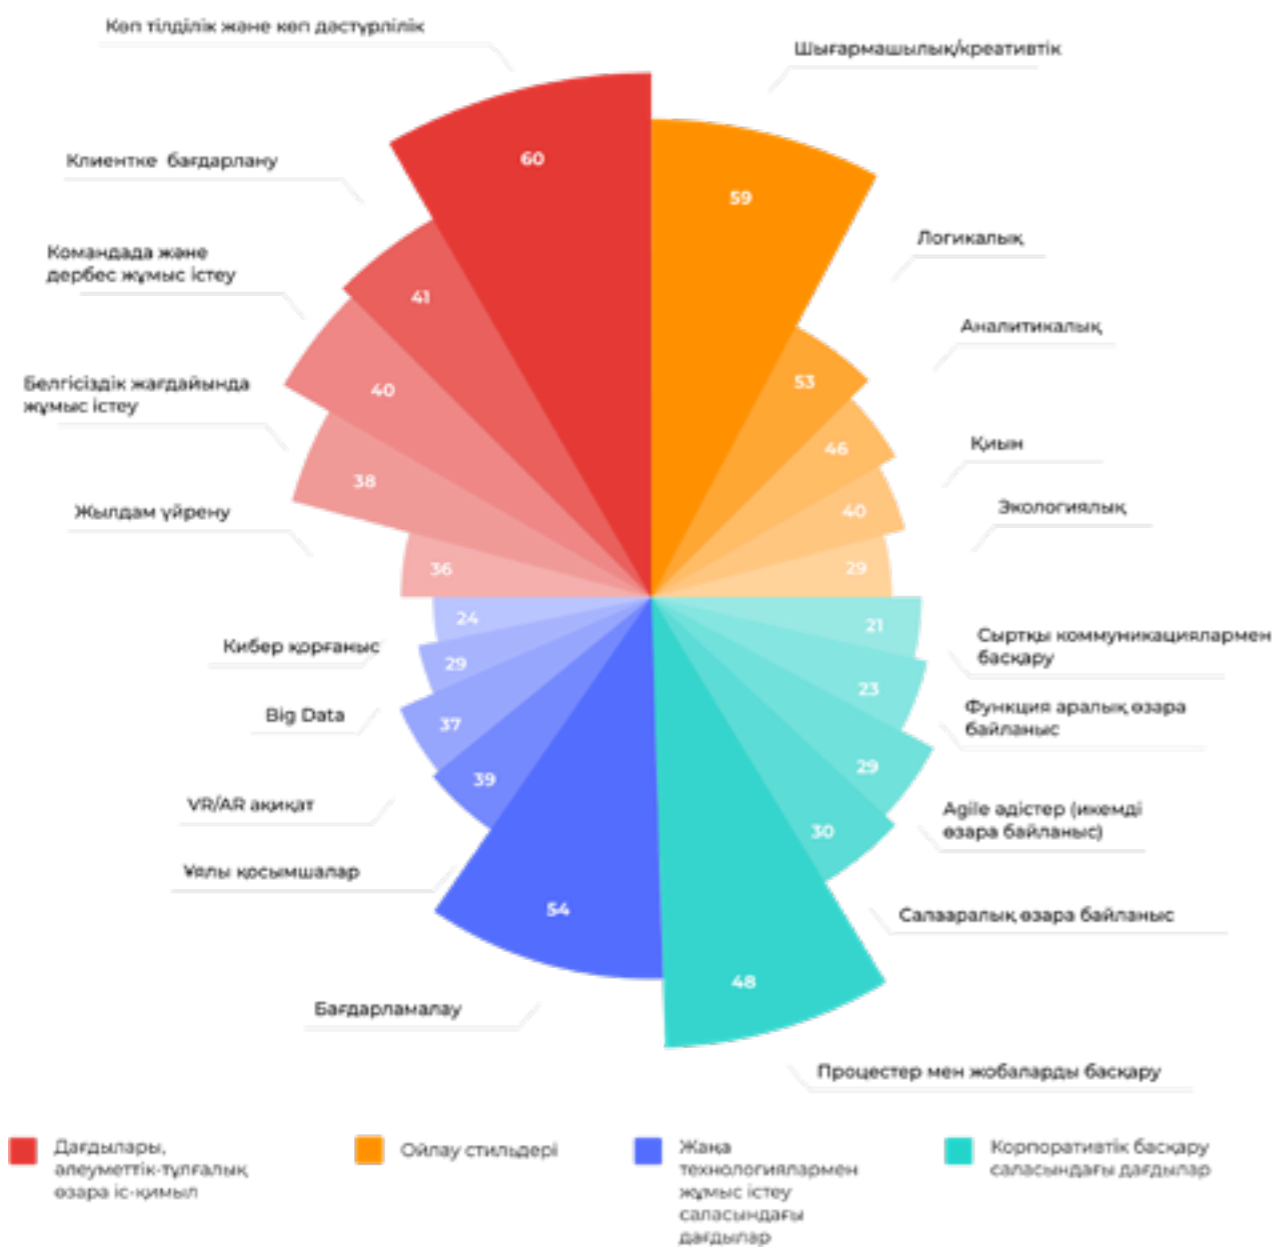 Көп тілділік және көп дәстүрлілік
Шығармашылық/креативтік
60
59
Клиентке бағдарлану
Логикалық
Командада және
дербес жұмыс істеу
41
Аналитикалық
53
Белгісіздік жағдайында
жұмыс істеу
40
46
Қиын
38
40
Жылдам үйрену
Экологиялық
36
29
24
21
Кибер қорғаныс
Сыртқы коммуникациялармен
басқару
29
23
Big Data
Функция аралық өзара
байланыс
37
29
39
30
VR/AR ақиқат
Agile әдістер (икемді
өзара байланыс)
Ұялы қосымшалар
54
Салааралық өзара байланыс
48
Бағдарламалау
Процестер мен жобаларды басқару
Дағдылары,
әлеуметтік-тұлғалық
өзара іс-қимыл
Ойлау стильдері
Жаңа
технологиялармен
жұмыс істеу
саласындағы
дағдылар
Корпоративтік басқару
саласындағы дағдылар